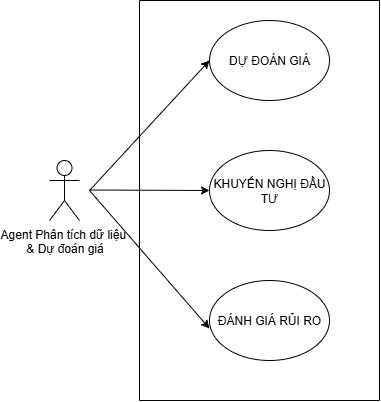 DỰ ĐOÁN GIÁ
KHUYẾN NGHỊ ĐẦU
TƯ
Agent Phân tích dữ liệu
& Dự đoán giá
ĐÁNH GIÁ RỦI RO